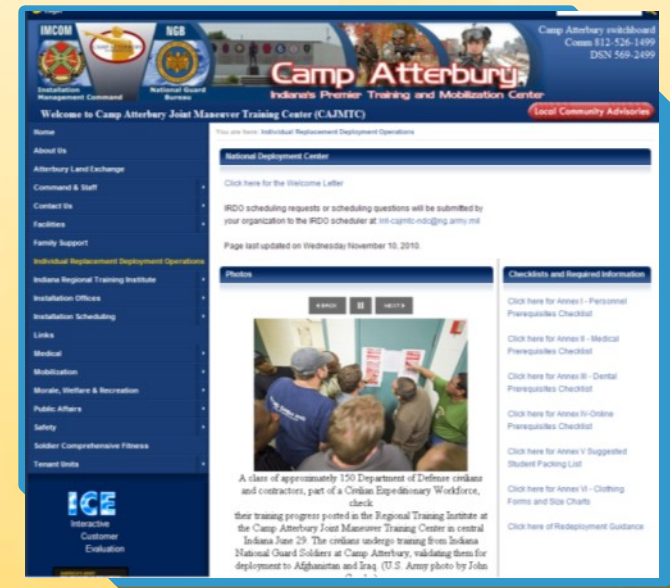 IMCOM
NGB
Installation
Management Command
National Guard
Bureau
Camp Atterbury
Indiana's Premier Training and Mobilization Center
Camp Atterbury switchboard
Comm 812-526-1499
DSN 569-2499
Welcome to Camp Atterbury Joint Maneuver Training Center (CAJMTC)
Local Community Advisories
Home
About Us
Atterbury Land Exchange
Command & Staff
Contact Us
Facilities
Family Support
Individual Replacement Deployment Operations
Indiana Regional Training Institute
Installation Offices
Installation Scheduling
Links
Medical
Mobilization
Morale, Welfare & Recreation
Public Affairs
Safety
Soldier Comprehensive Fitness
Tenant Units
ICE
Interactive
Customer
Evaluation
You are here: Individual Replacement Deployment Operations
National Deployment Center
Click here for the Welcome Letter
IRDO scheduling requests or scheduling questions will be submitted by
your organization to the IRDO scheduler at
Page last updated on Wednesday November 10, 2010.
Photos
BACK
NEXT
A class of approximately 150 Department of Defense civilians
and contractors, part of a Civilian Expeditionary Workforce,
check
their training progress posted in the Regional Training Institute at
the Camp Atterbury Joint Maneuver Training Center in central
Indiana June 29. The civilians undergo training from Indiana
National Guard Soldiers at Camp Atterbury, validating them for
deployment to Afghanistan and Iraq. (U.S. Army photo by John
Checklists and Required Information
Click here for Annex I - Personnel
Prerequisites Checklist
Click here for Annex II - Medical
Prerequisites Checklist
Click here for Annex III - Dental
Prerequisites Checklist
Click here for Annex IV-Online
Prerequisites Checklist
Click here for Annex V Suggested
Student Packing List
Click here for Annex VI - Clothing
Forms and Size Charts
Click here of Redeployment Guidance